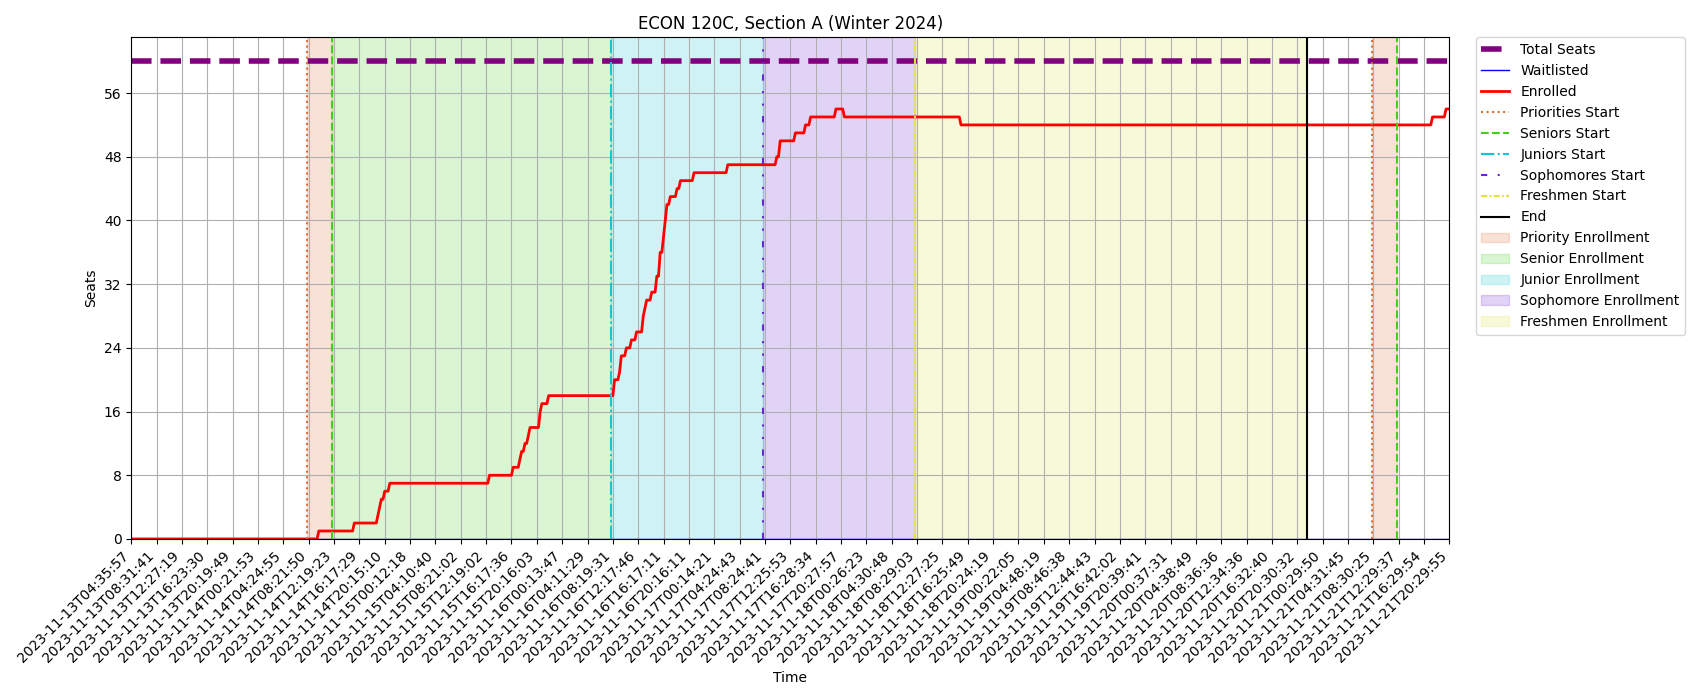 ECON 120C, Section A (Winter 2024)
Seats
56
48
40
32
24
16
8
0
2023-11-13T04:35:57
2023-11-13T08:31:41
2023-11-13T12:27:19
2023-11-13T16:23:30
2023-11-13T20:19:49
2023-11-14T00:21:53
2023-11-14T04:24:55
2023-11-14T08:21:50
2023-11-14T12:19:23
2023-11-14T16:17:29
2023-11-14T20:15:10
2023-11-15T00:12:18
2023-11-15T04:10:40
2023-11-15T08:21:02
2023-11-15T12:19:02
2023-11-15T16:17:36
2023-11-15T20:16:03
2023-11-16T00:13:47
2023-11-16T04:11:29
2023-11-16T08:19:31
2023-11-16T12:17:46
2023-11-16T16:17:11
2023-11-16T20:16:11
2023-11-17T00:14:21
2023-11-17T04:24:43
2023-11-17T08:24:41
2023-11-17T12:25:53
2023-11-17T16:28:34
2023-11-17T20:27:57
2023-11-18T00:26:23
2023-11-18T04:30:48
2023-11-18T08:29:03
2023-11-18T12:27:25
2023-11-18T16:25:49
2023-11-18T20:24:19
2023-11-19T00:22:05
2023-11-19T04:48:19
2023-11-19T08:46:38
2023-11-19T12:44:43
2023-11-19T16:42:02
2023-11-19T20:39:41
2023-11-20T00:37:31
2023-11-20T04:38:49
2023-11-20T08:36:36
2023-11-20T12:34:36
2023-11-20T16:32:40
2023-11-20T20:30:32
2023-11-21T00:29:50
2023-11-21T04:31:45
2023-11-21T08:30:25
2023-11-21T12:29:37
2023-11-21T16:29:54
2023-11-21T20:29:55
Time
Total Seats
Waitlisted
Enrolled
Priorities Start
Seniors Start
Juniors Start
Sophomores Start
Freshmen Start
End
Priority Enrollment
Senior Enrollment
Junior Enrollment
Sophomore Enrollment
Freshmen Enrollment